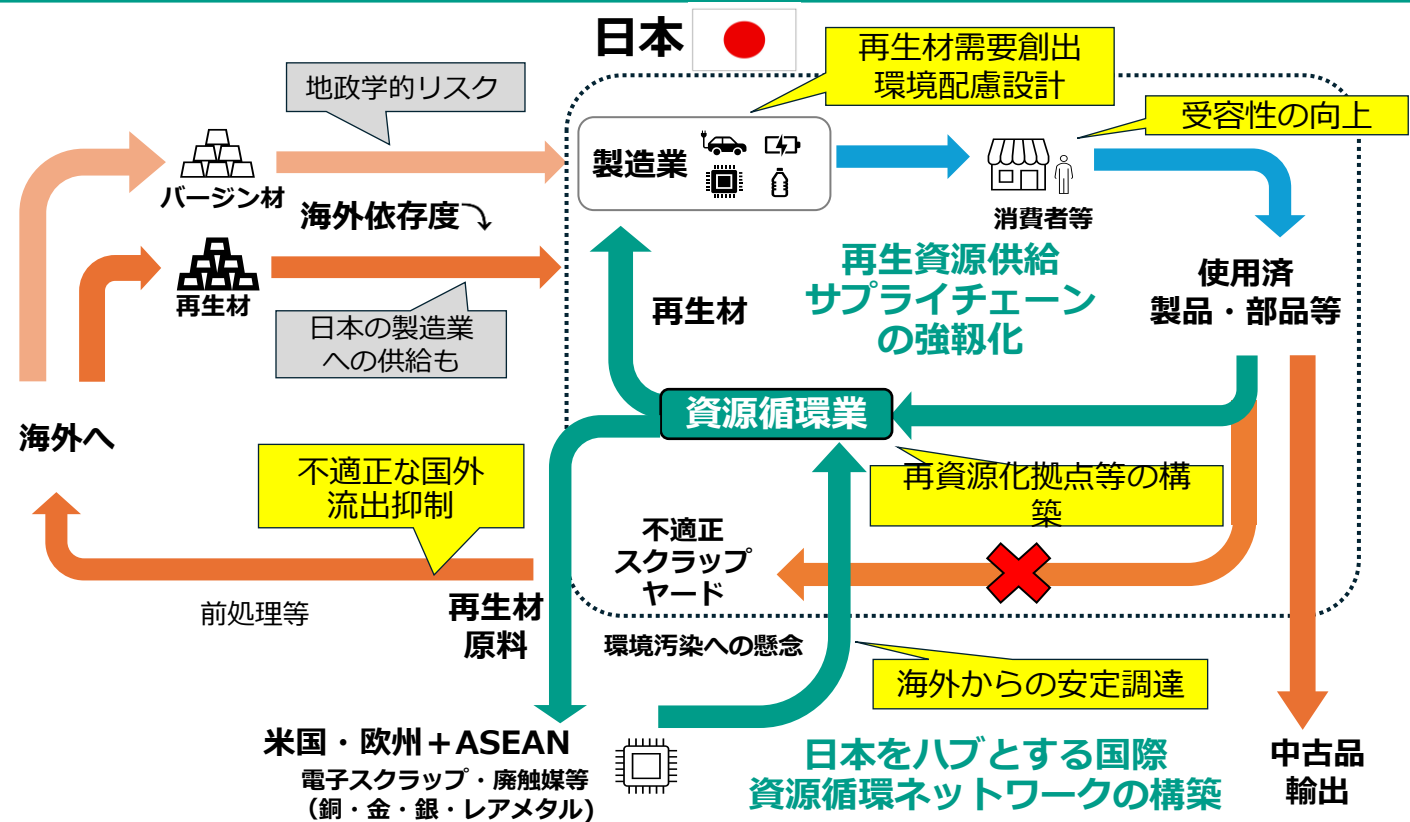 日本
再生材需要創出
環境配慮設計
地政学的リスク
受容性の向上
製造業
バージン材
海外依存度⤵
消費者等
再生材
再生資源供給
サプライチェーン
の強靱化
使用済
製品・部品等
再生材
日本の製造業
への供給も
資源循環業
海外へ
不適正な国外
流出抑制
再資源化拠点等の構
築
不適正
スクラップ
ヤード
前処理等
再生材
原料
環境汚染への懸念
海外からの安定調達
米国・欧州＋ASEAN
電子スクラップ・廃触媒等
（銅・金・銀・レアメタル)
日本をハブとする国際
資源循環ネットワークの構築
中古品
輸出